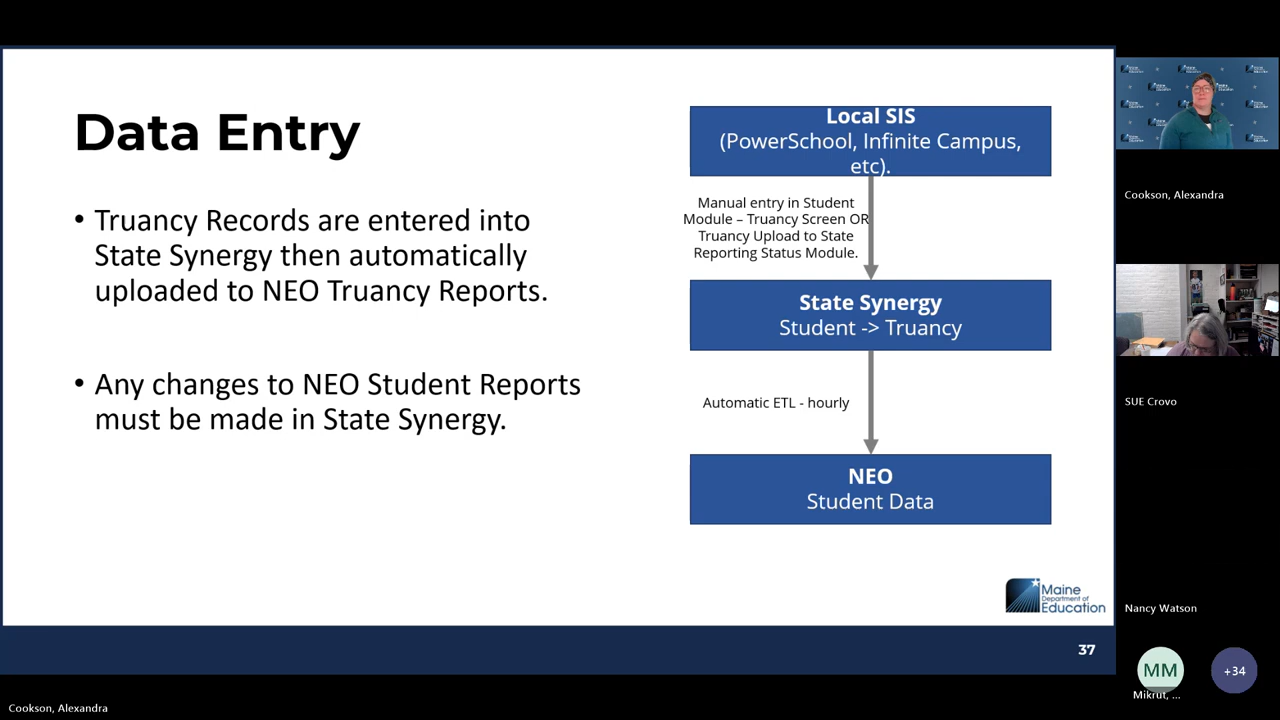 Data Entry
• Truancy Records are entered into
State Synergy then automatically
uploaded to NEO Truancy Reports.
• Any changes to NEO Student Reports
must be made in State Synergy.
Local SIS
(PowerSchool, Infinite Campus,
etc).
Manual entry in Student
Module – Truancy Screen OR
Truancy Upload to State
Reporting Status Module.
State Synergy
Student -> Truancy
Automatic ETL - hourly
NEO
Student Data
Maine
Department of
Education
37
Cookson, Alexandra
SUE Crovo
Nancy Watson
MM
+34
Mikrut, ...
Cookson, Alexandra